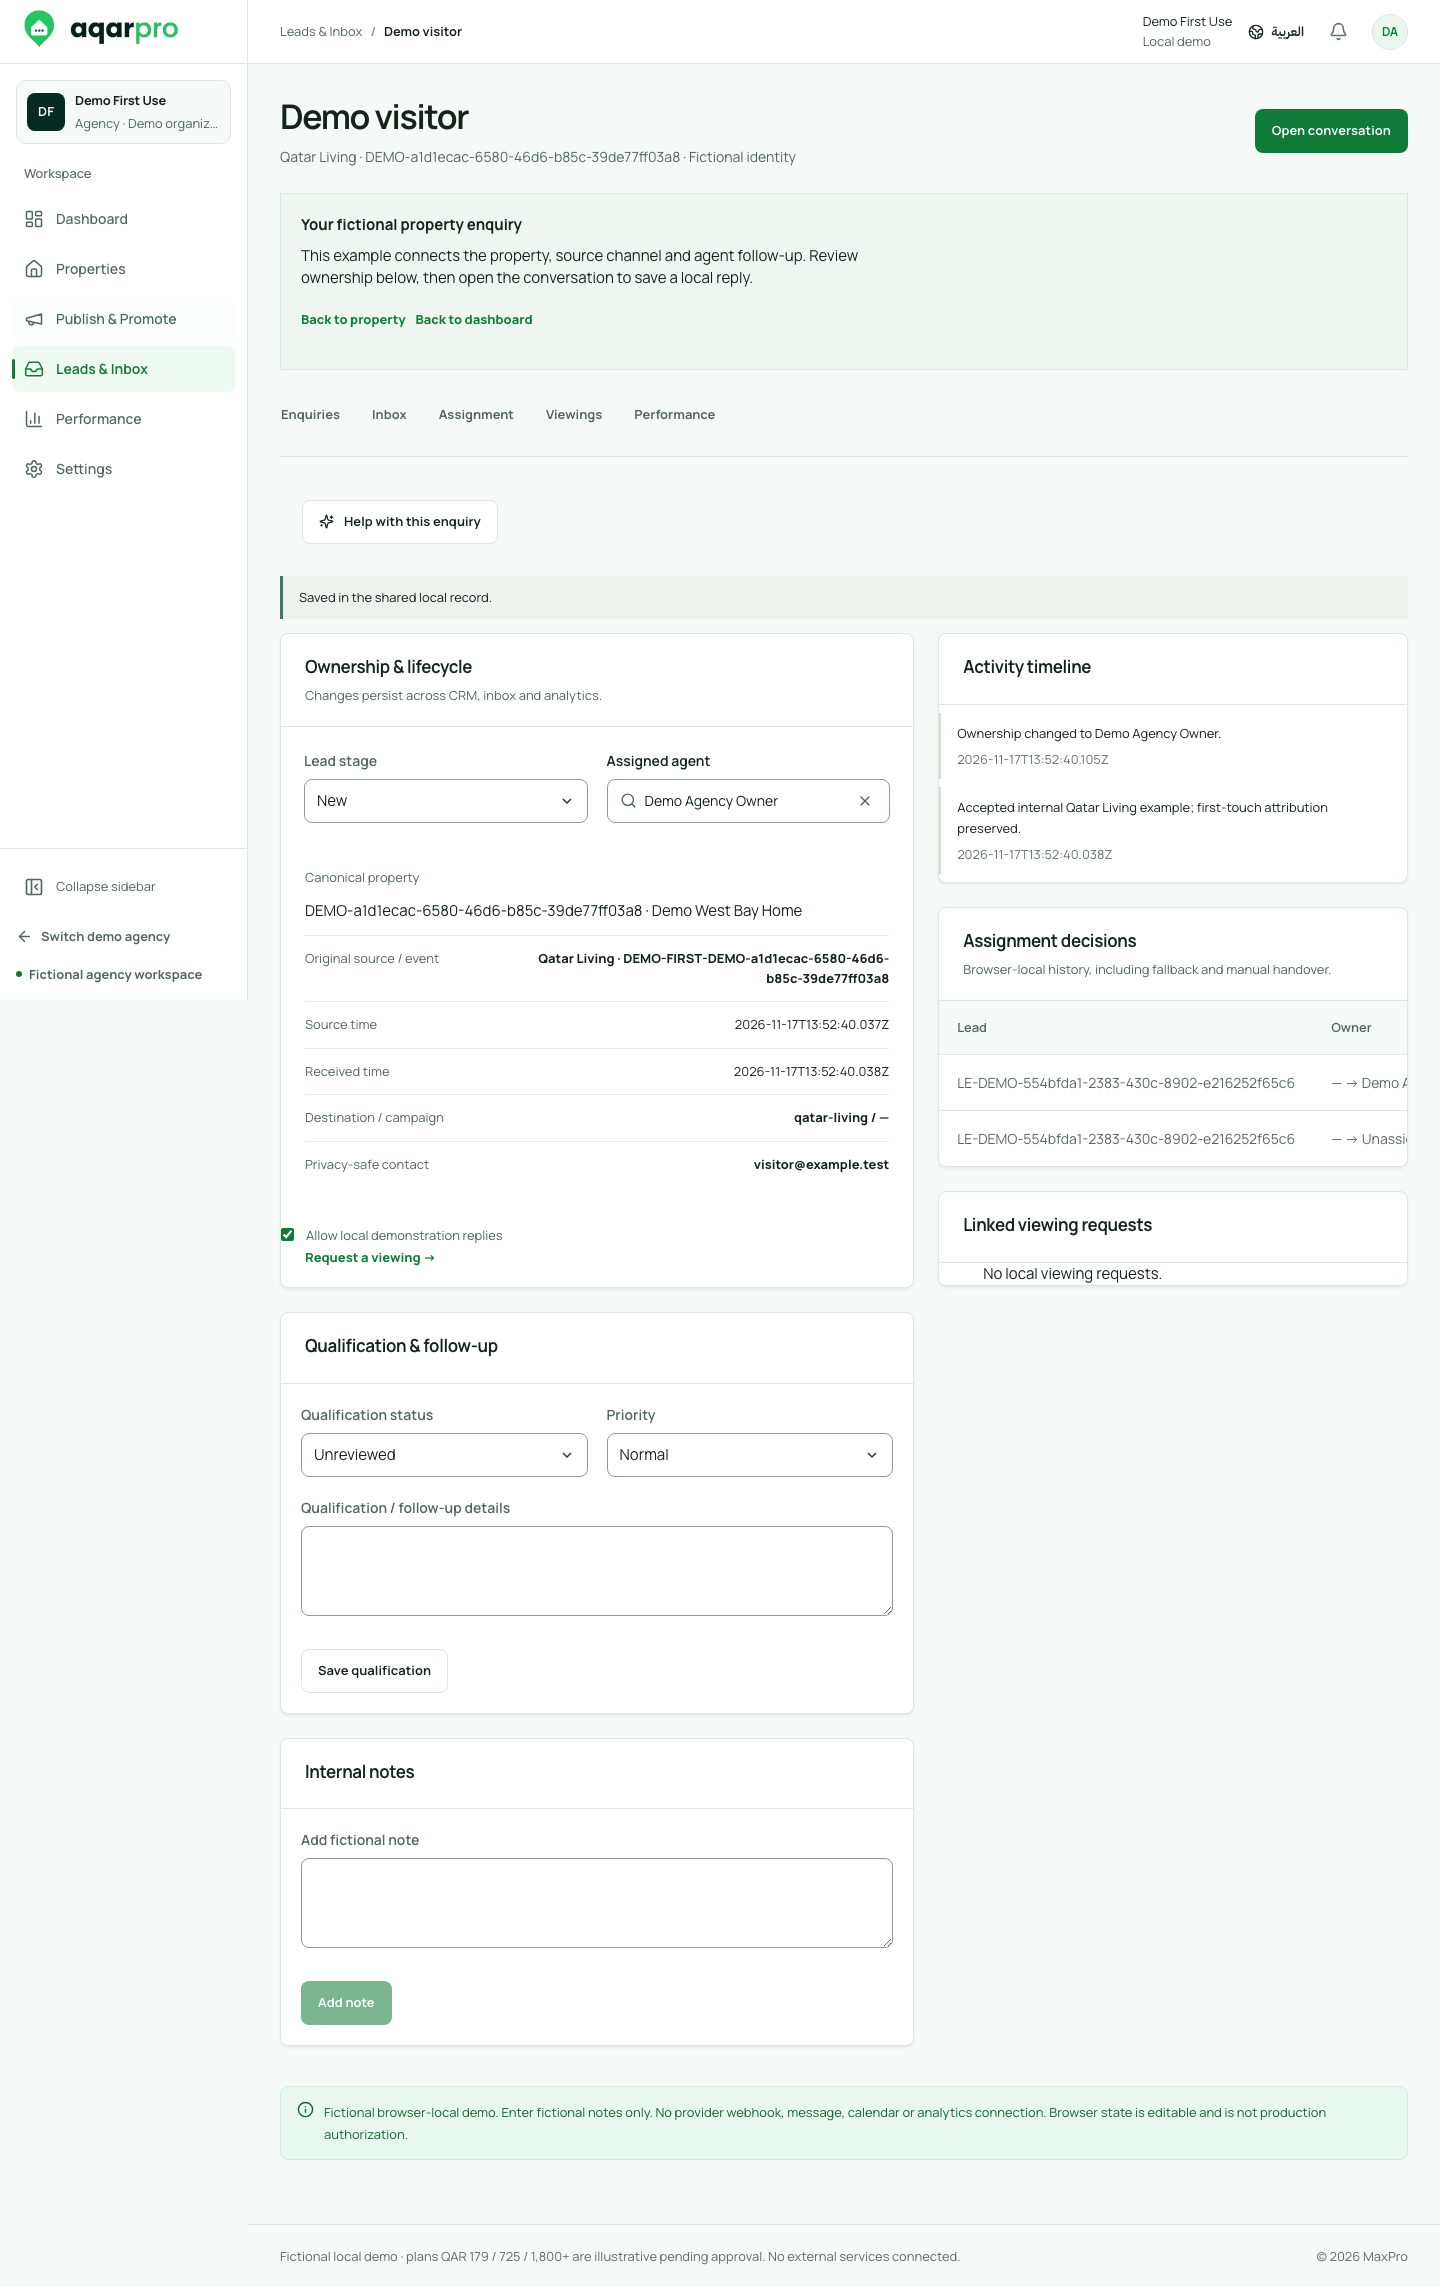 aqarpro
Leads & Inbox / Demo visitor
Demo First Use
Local demo
العربية
DA
DF
Demo First Use
Agency · Demo organiz...
Workspace
Dashboard
Properties
Publish & Promote
Leads & Inbox
Performance
Settings
Collapse sidebar
Switch demo agency
Fictional agency workspace
Demo visitor
Qatar Living · DEMO-a1d1ecac-6580-46d6-b85c-39de77ff03a8 · Fictional identity
Open conversation
Your fictional property enquiry
This example connects the property, source channel and agent follow-up. Review
ownership below, then open the conversation to save a local reply.
Back to property Back to dashboard
Enquiries Inbox Assignment Viewings Performance
Help with this enquiry
Saved in the shared local record.
Ownership & lifecycle
Changes persist across CRM, inbox and analytics.
Lead stage
New
Assigned agent
Demo Agency Owner
Canonical property
DEMO-a1d1ecac-6580-46d6-b85c-39de77ff03a8 · Demo West Bay Home
Original source / event
Qatar Living · DEMO-FIRST-DEMO-a1d1ecac-6580-46d6-
b85c-39de77ff03a8
Source time 2026-11-17T13:52:40.037Z
Received time 2026-11-17T13:52:40.038Z
Destination / campaign qatar-living / —
Privacy-safe contact visitor@example.test
Allow local demonstration replies
Request a viewing →
Qualification & follow-up
Qualification status
Unreviewed
Priority
Normal
Qualification / follow-up details
Save qualification
Internal notes
Add fictional note
Add note
Activity timeline
Ownership changed to Demo Agency Owner.
2026-11-17T13:52:40.105Z
Accepted internal Qatar Living example; first-touch attribution
preserved.
2026-11-17T13:52:40.038Z
Assignment decisions
Browser-local history, including fallback and manual handover.
Lead Owner
LE-DEMO-554bfda1-2383-430c-8902-e216252f65c6 — → Demo A
LE-DEMO-554bfda1-2383-430c-8902-e216252f65c6 — → Unassi
Linked viewing requests
No local viewing requests.
Fictional browser-local demo. Enter fictional notes only. No provider webhook, message, calendar or analytics connection. Browser state is editable and is not production
authorization.
Fictional local demo · plans QAR 179 / 725 / 1,800+ are illustrative pending approval. No external services connected.
© 2026 MaxPro